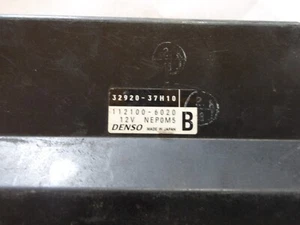 32920-37H10
112100-6020
12V NEP0M5
DENSO MADE IN JAPAN
B